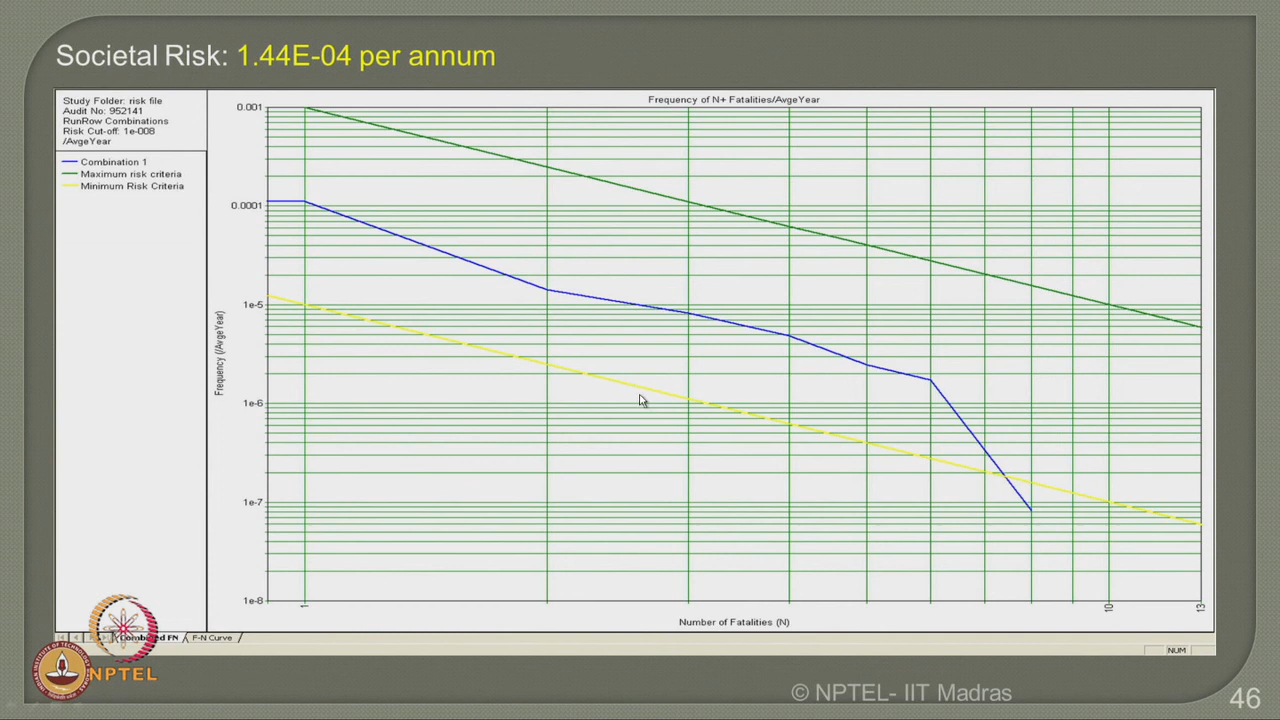 Societal Risk: 1.44E-04 per annum
Study Folder: risk file
Audit No: 952141
RunRow Combinations
Risk Cut-off: 1e-008
/AvgeYear
Combination 1
Maximum risk criteria
Minimum Risk Criteria
Frequency of N+ Fatalities/AvgeYear
0.001
0.0001
1e-5
1e-6
1e-7
1e-8
Frequency (/AvgeYear)
1
10
13
Number of Fatalities (N)
FN
F-N Curve
NUM
NPTEL
© NPTEL- IIT Madras
46